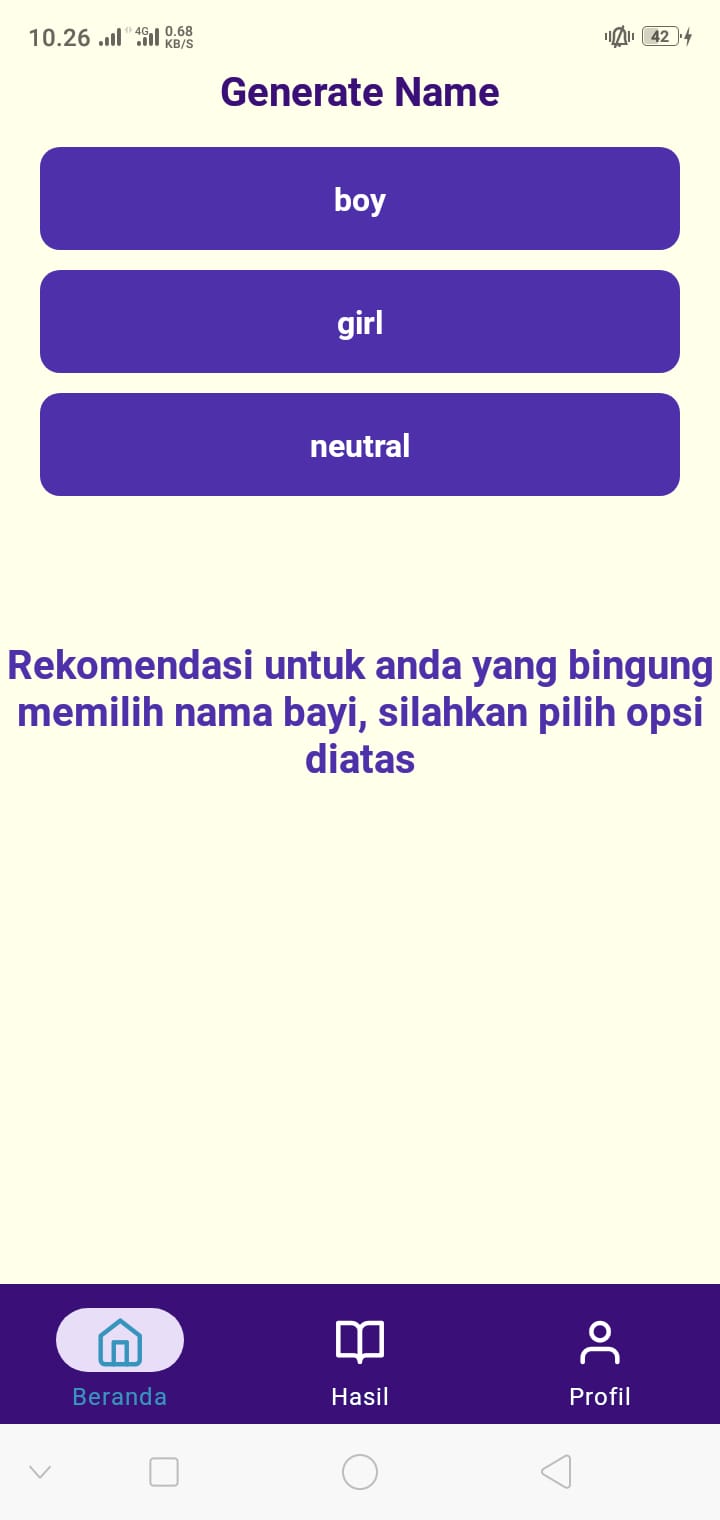 10.26 4G 0.68 KB/S 42
Generate Name
boy
girl
neutral
Rekomendasi untuk anda yang bingung
memilih nama bayi, silahkan pilih opsi
diatas
Beranda Hasil Profil